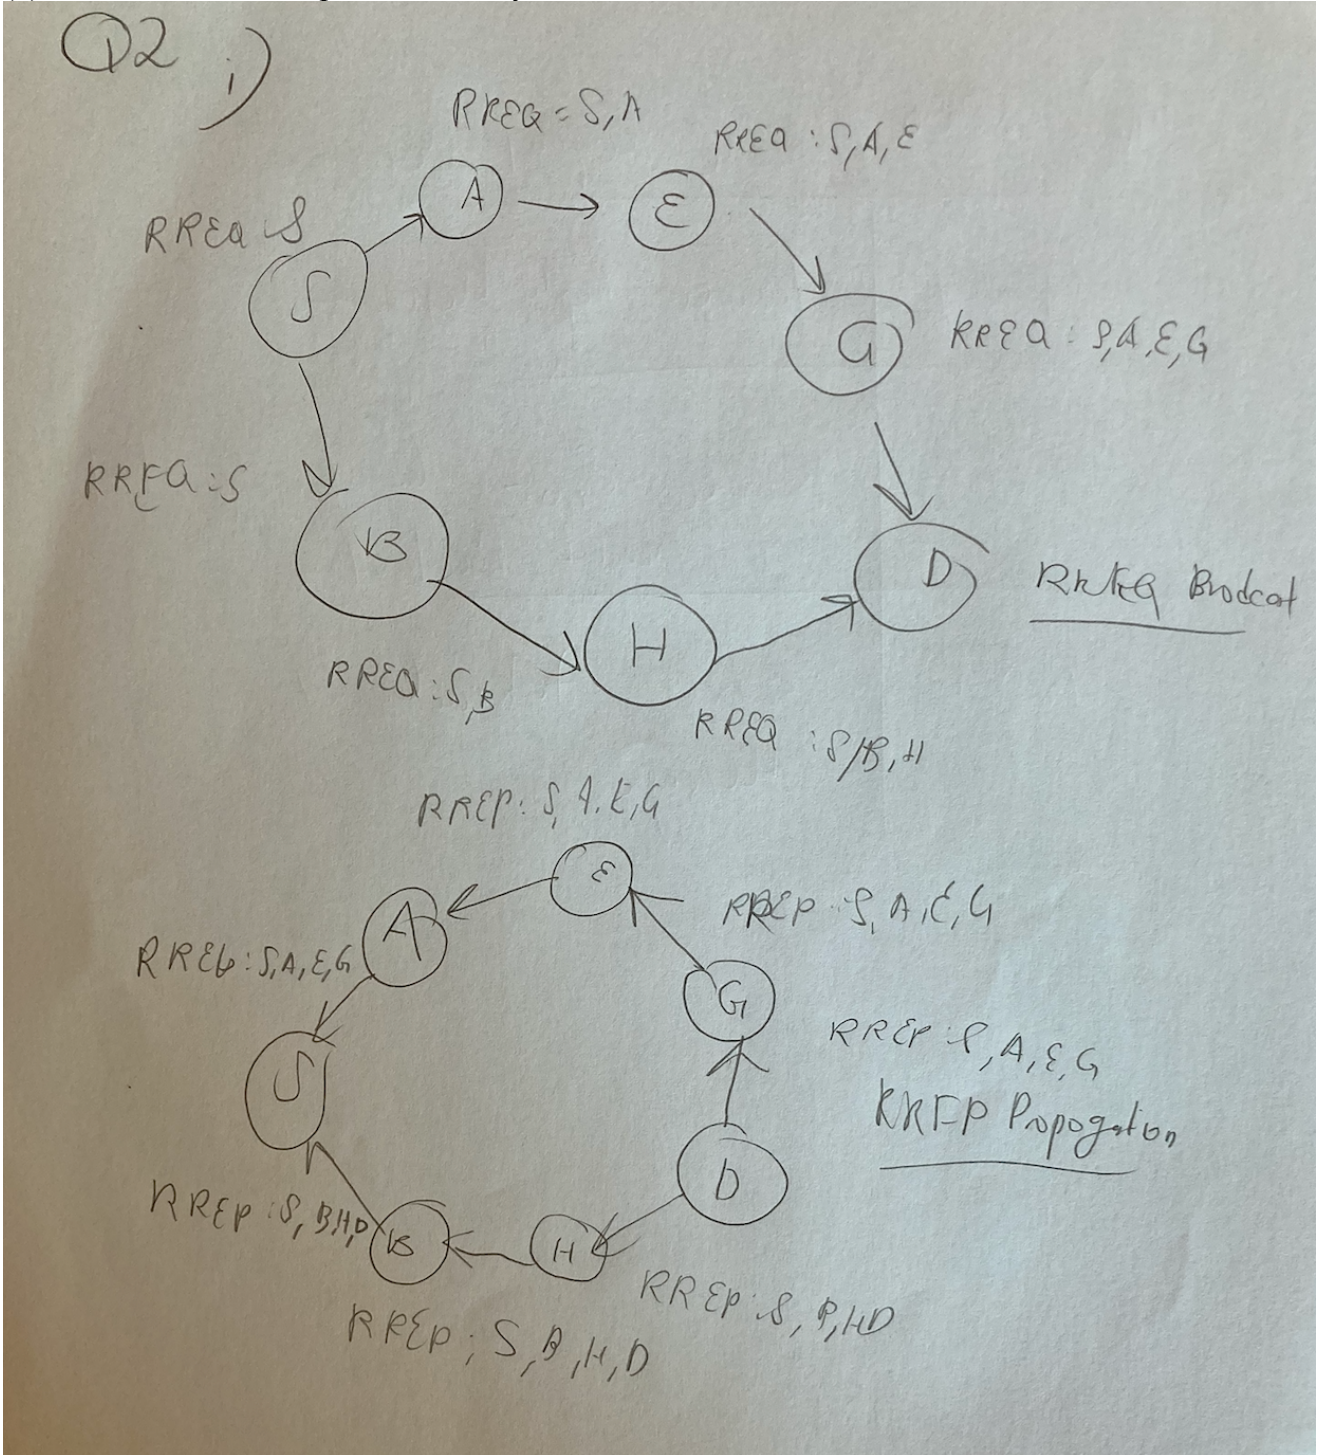 Q2 i)
RREQ = S, A
RREQ : S, A, E
RREQ : S
A
E
S
G
RREQ : S, A, E, G
RREQ : S
B
D
RREQ Brodcat
H
RREQ : S, B
RREQ : S, B, H
RREP : S, A, E, G
E
RREP : S, A, E, G
A
RREP : S, A, E, G
G
RREP : S, A, E, G
S
RREP Propogation
D
RREP : S, B, H, D
B
H
RREP : S, B, H, D
RREP ; S, B, H, D